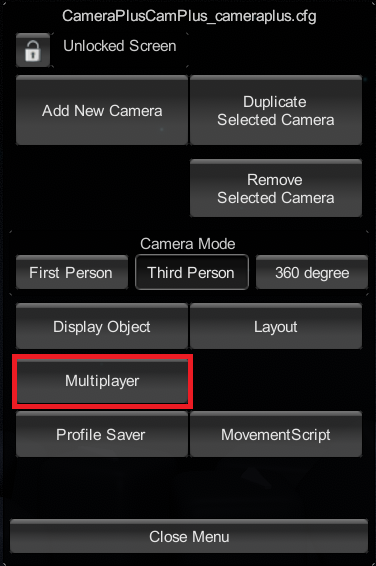 CameraPlusCamPlus_cameraplus.cfg
Unlocked Screen
Add New Camera
Duplicate
Selected Camera
Remove
Selected Camera
Camera Mode
First Person
Third Person
360 degree
Display Object
Layout
Multiplayer
Profile Saver
MovementScript
Close Menu